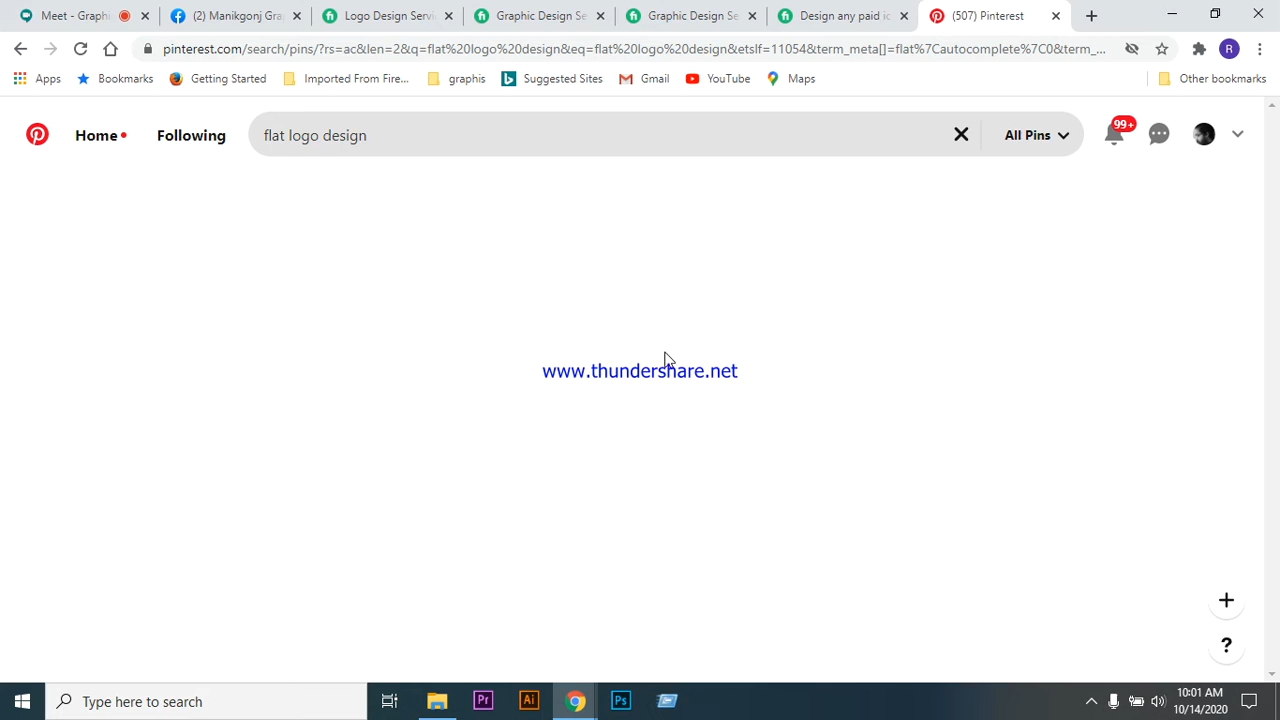 Meet - Graphi
(2) Manikgonj Gra
Logo Design Servi
Graphic Design Se
Graphic Design Se
Design any paid ic
(507) Pinterest
pinterest.com/search/pins/?rs=ac&len=2&q=flat%20logo%20design&eq=flat%20logo%20design&etslf=11054&term_meta[]=flat%7Cautocomplete%7C0&term_...
Apps
Bookmarks
Getting Started
Imported From Fire...
graphis
Suggested Sites
Gmail
YouTube
Maps
Other bookmarks
Home
Following
flat logo design
All Pins
99+
www.thundershare.net
Type here to search
10:01 AM
10/14/2020